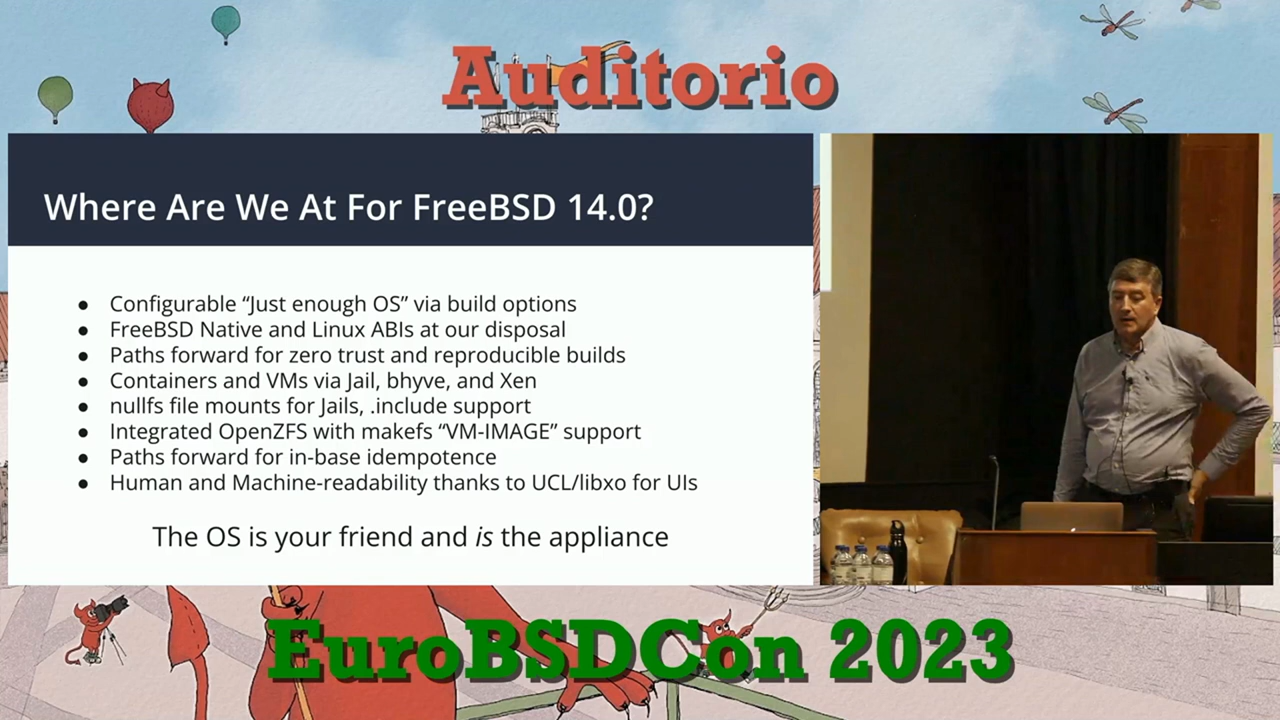 Auditorio
Where Are We At For FreeBSD 14.0?
● Configurable “Just enough OS” via build options
● FreeBSD Native and Linux ABIs at our disposal
● Paths forward for zero trust and reproducible builds
● Containers and VMs via Jail, bhyve, and Xen
● nullfs file mounts for Jails, .include support
● Integrated OpenZFS with makefs “VM-IMAGE” support
● Paths forward for in-base idempotence
● Human and Machine-readability thanks to UCL/libxo for UIs
The OS is your friend and is the appliance
EuroBSDCon 2023